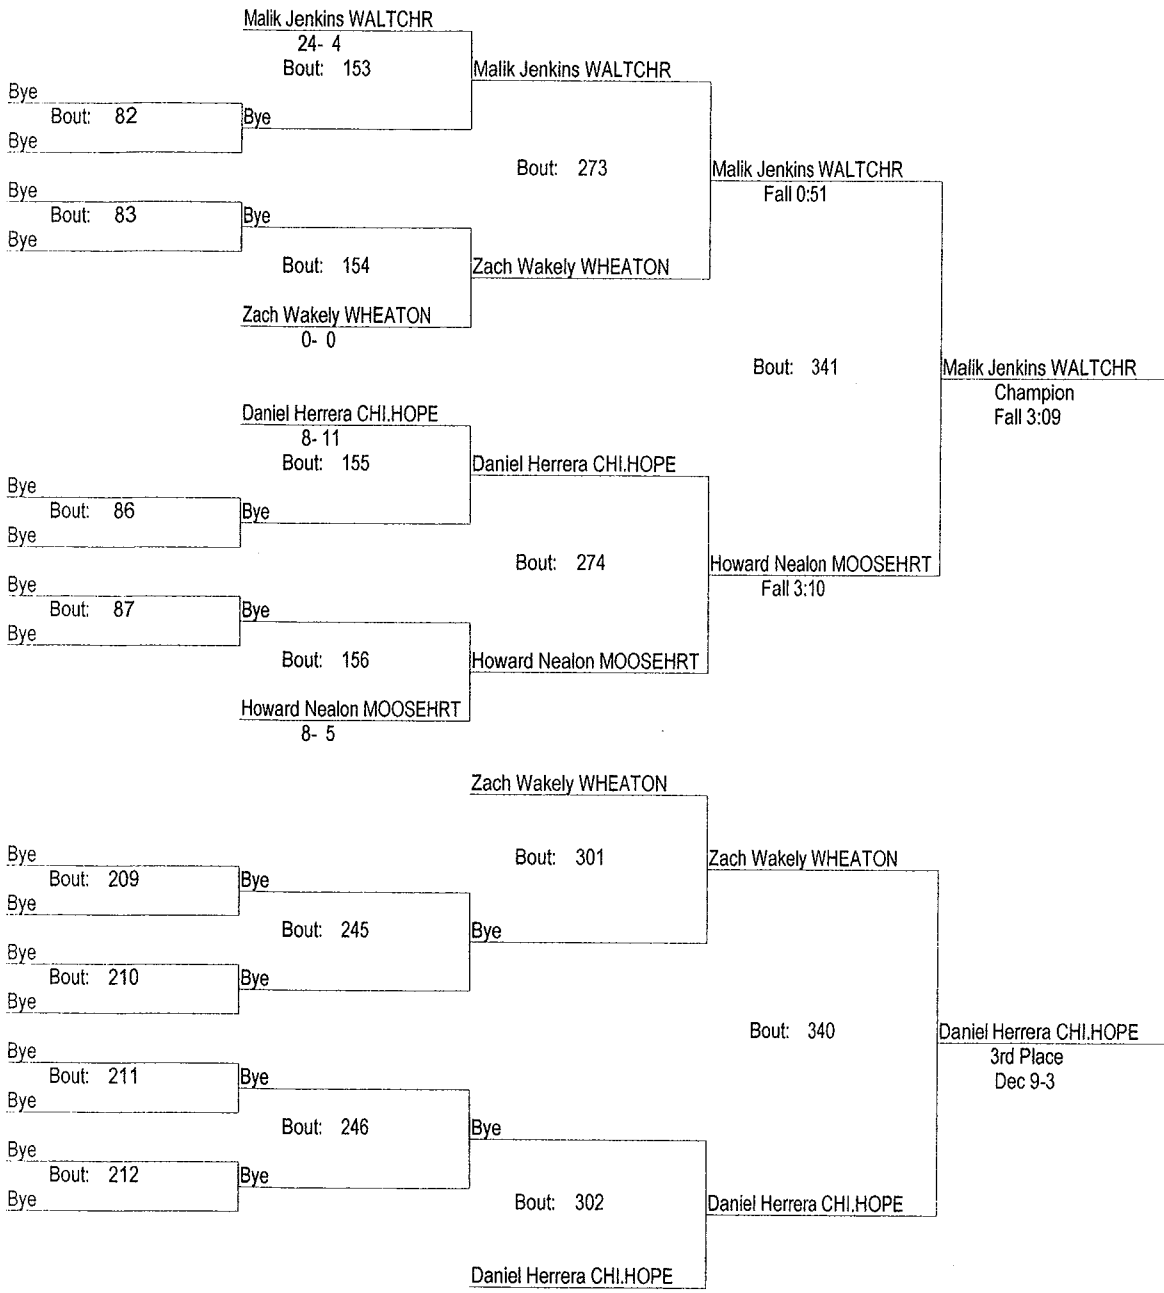 Malik Jenkins WALTCHR
24- 4
Bout: 153
Malik Jenkins WALTCHR
Bye
Bout: 82
Bye
Bye
Bout: 273
Malik Jenkins WALTCHR
Fall 0:51
Bye
Bout: 83
Bye
Bye
Bout: 154
Zach Wakely WHEATON
Zach Wakely WHEATON
0- 0
Bout: 341
Malik Jenkins WALTCHR
Champion
Fall 3:09
Daniel Herrera CHI.HOPE
8- 11
Bout: 155
Daniel Herrera CHI.HOPE
Bye
Bout: 86
Bye
Bye
Bout: 274
Howard Nealon MOOSEHRT
Fall 3:10
Bye
Bout: 87
Bye
Bye
Bout: 156
Howard Nealon MOOSEHRT
Howard Nealon MOOSEHRT
8- 5
Zach Wakely WHEATON
Bout: 301
Zach Wakely WHEATON
Bye
Bout: 209
Bye
Bye
Bout: 245
Bye
Bye
Bout: 210
Bye
Bye
Bout: 340
Daniel Herrera CHI.HOPE
3rd Place
Dec 9-3
Bye
Bout: 211
Bye
Bye
Bout: 246
Bye
Bye
Bout: 212
Bye
Bye
Bout: 302
Daniel Herrera CHI.HOPE
Daniel Herrera CHI.HOPE